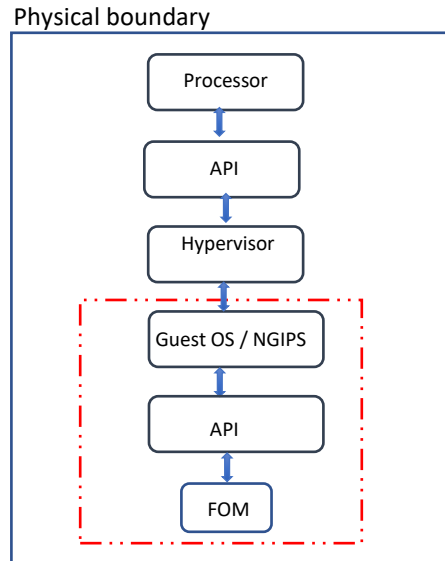 Physical boundary
Processor
API
Hypervisor
Guest OS / NGIPS
API
FOM